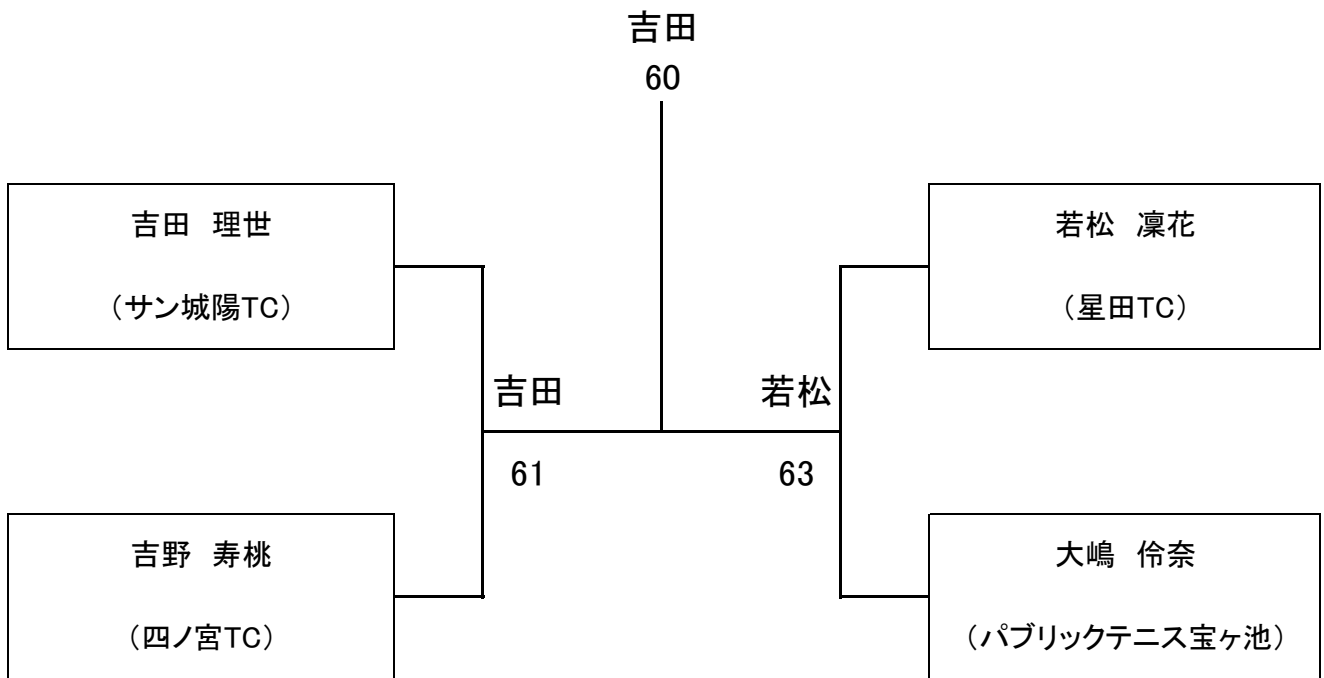 吉田
60
吉田　理世
（サン城陽TC）
若松　凜花
（星田TC）
吉田
若松
61
63
吉野　寿桃
（四ノ宮TC）
大嶋　伶奈
（パブリックテニス宝ヶ池）